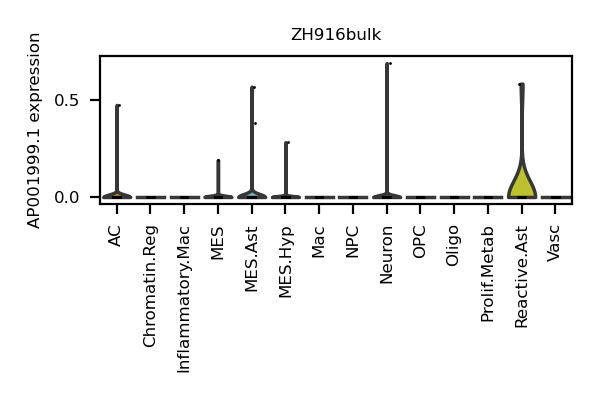 ZH916bulk
AP001999.1 expression
0.5
0.0
AC
Chromatin.Reg
Inflammatory.Mac
MES
MES.Ast
MES.Hyp
Mac
NPC
Neuron
OPC
Oligo
Prolif.Metab
Reactive.Ast
Vasc